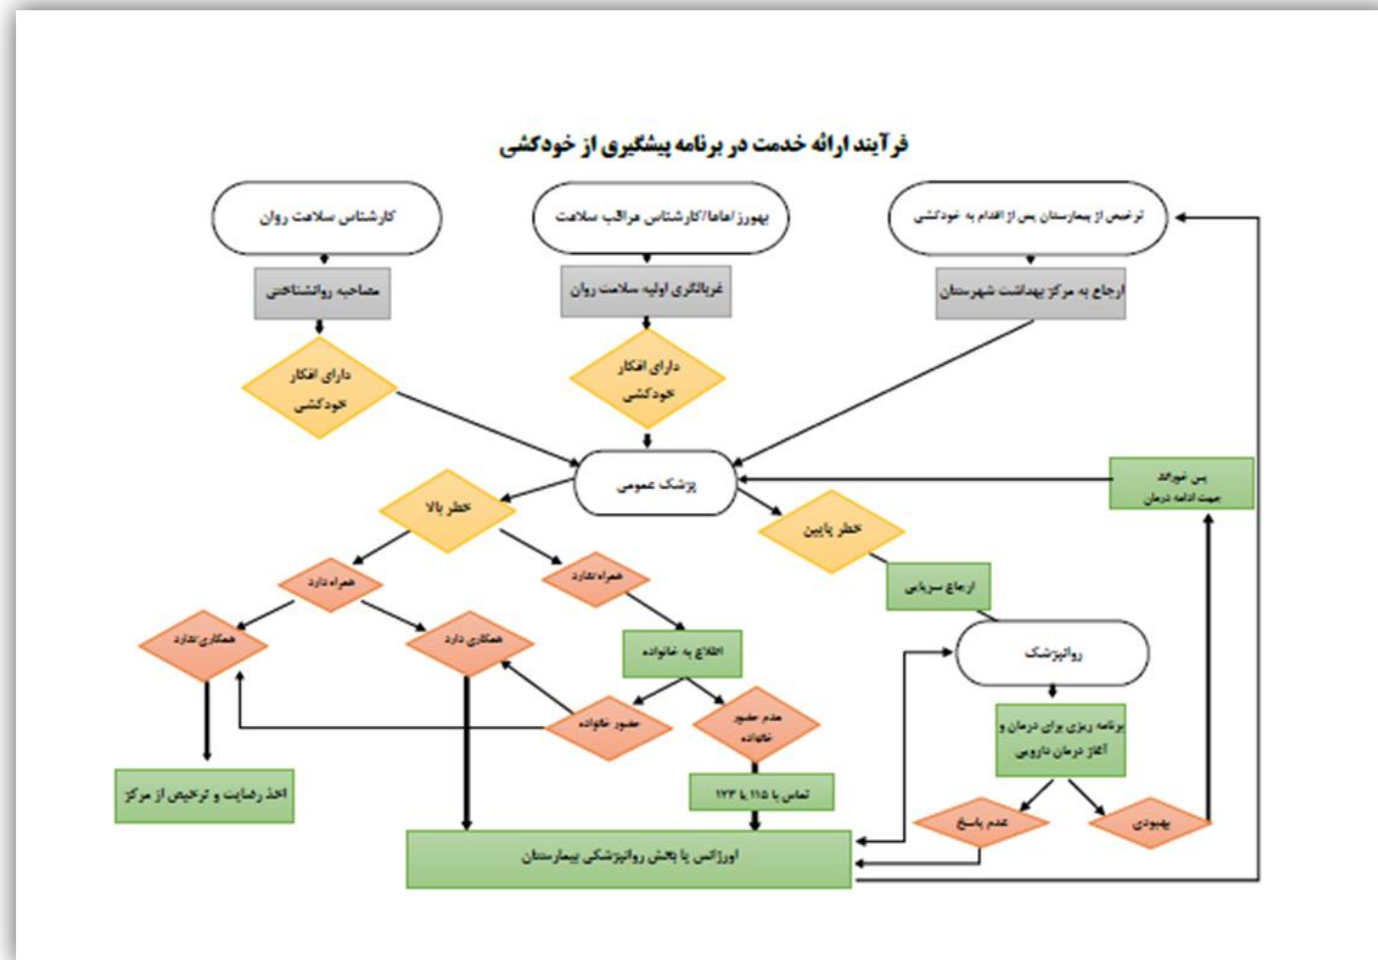 فرآیند ارائه خدمت در برنامه پیشگیری از خودکشی
ترخیص از بیمارستان پس از اقدام به خودکشی
بهورز/ماما/کارشناس مراقب سلامت
کارشناس سلامت روان
ارجاع به مرکز بهداشت شهرستان
غربالگری اولیه سلامت روان
مصاحبه روانشناختی
دارای افکار
خودکشی
دارای افکار
خودکشی
پزشک عمومی
پس خوراند
جهت ادامه درمان
خطر پایین
خطر بالا
ارجاع سرپایی
همراه ندارد
همراه دارد
روانپزشک
اطلاع به خانواده
همکاری دارد
همکاری ندارد
برنامه ریزی برای درمان و
آغاز درمان دارویی
عدم حضور
خانواده
حضور خانواده
تماس با ۱۱۵ یا ۱۲۳
اخذ رضایت و ترخیص از مرکز
بهبودی
عدم پاسخ
اورژانس یا بخش روانپزشکی بیمارستان